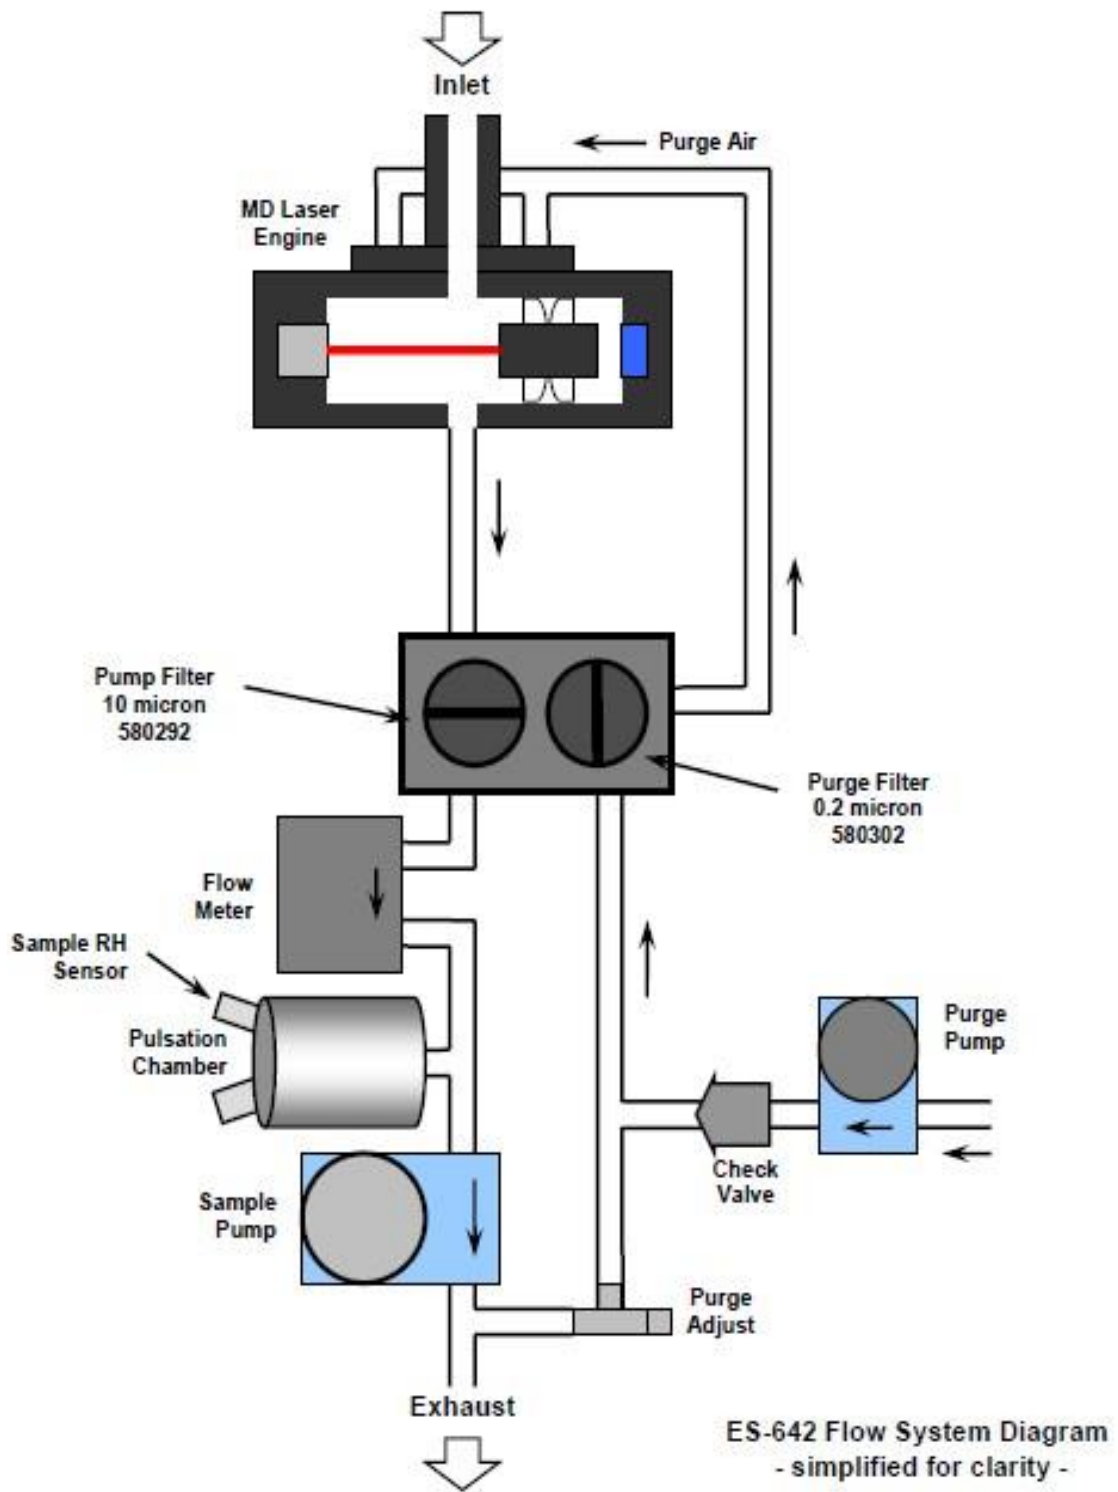 Inlet
Purge Air
MD Laser
Engine
Pump Filter
10 micron
580292
Purge Filter
0.2 micron
580302
Flow
Meter
Sample RH
Sensor
Pulsation
Chamber
Purge
Pump
Check
Valve
Sample
Pump
Purge
Adjust
Exhaust
ES-642 Flow System Diagram
- simplified for clarity -